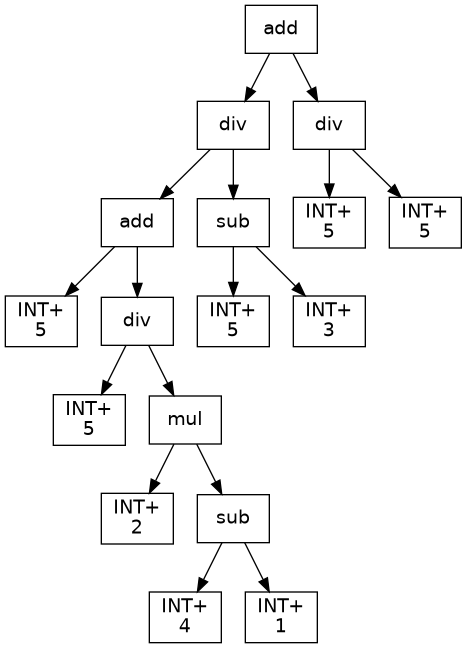 add
div
div
add
sub
INT+
5
INT+
5
INT+
5
div
INT+
5
INT+
3
INT+
5
mul
INT+
2
sub
INT+
4
INT+
1